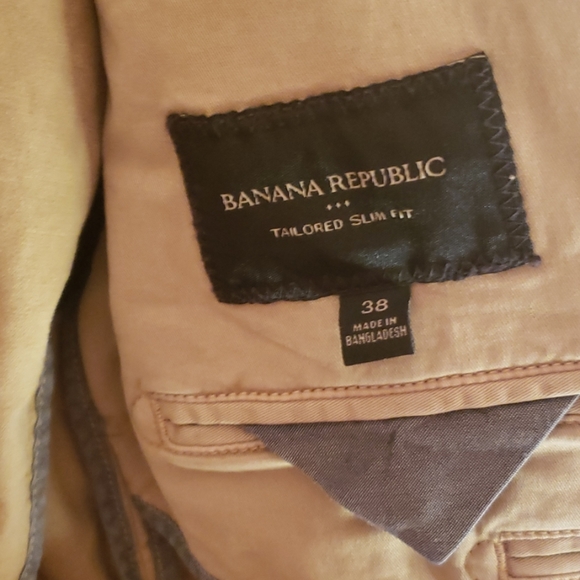 BANANA REPUBLIC
TAILORED SLIM FIT
38
MADE IN
BANGLADESH